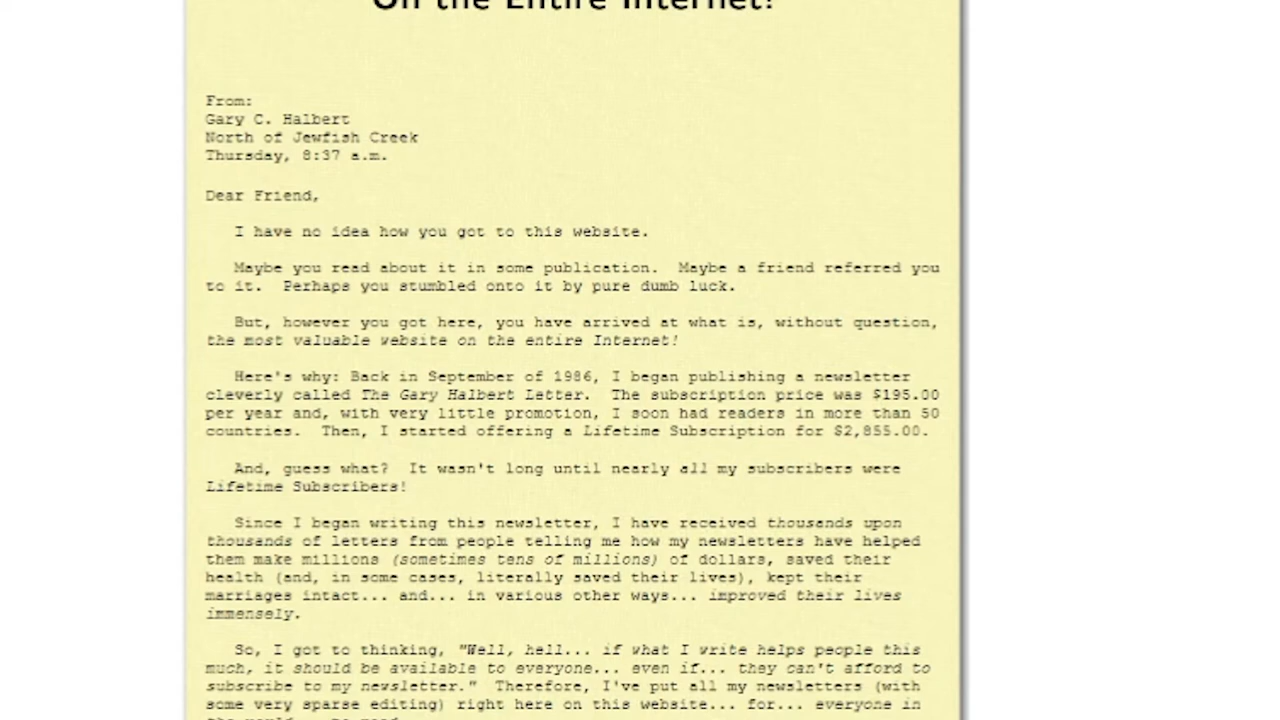 On the Entire Internet!
From:
Gary C. Halbert
North of Jewfish Creek
Thursday, 8:37 a.m.
Dear Friend,
I have no idea how you got to this website.
Maybe you read about it in some publication. Maybe a friend referred you
to it. Perhaps you stumbled onto it by pure dumb luck.
But, however you got here, you have arrived at what is, without question,
the most valuable website on the entire Internet!
Here's why: Back in September of 1986, I began publishing a newsletter
cleverly called The Gary Halbert Letter. The subscription price was $195.00
per year and, with very little promotion, I soon had readers in more than 50
countries. Then, I started offering a Lifetime Subscription for $2,855.00.
And, guess what? It wasn't long until nearly all my subscribers were
Lifetime Subscribers!
Since I began writing this newsletter, I have received thousands upon
thousands of letters from people telling me how my newsletters have helped
them make millions (sometimes tens of millions) of dollars, saved their
health (and, in some cases, literally saved their lives), kept their
marriages intact... and... in various other ways... improved their lives
immensely.
So, I got to thinking, "Well, hell... if what I write helps people this
much, it should be available to everyone... even if... they can't afford to
subscribe to my newsletter." Therefore, I've put all my newsletters (with
some very sparse editing) right here on this website... for... everyone in